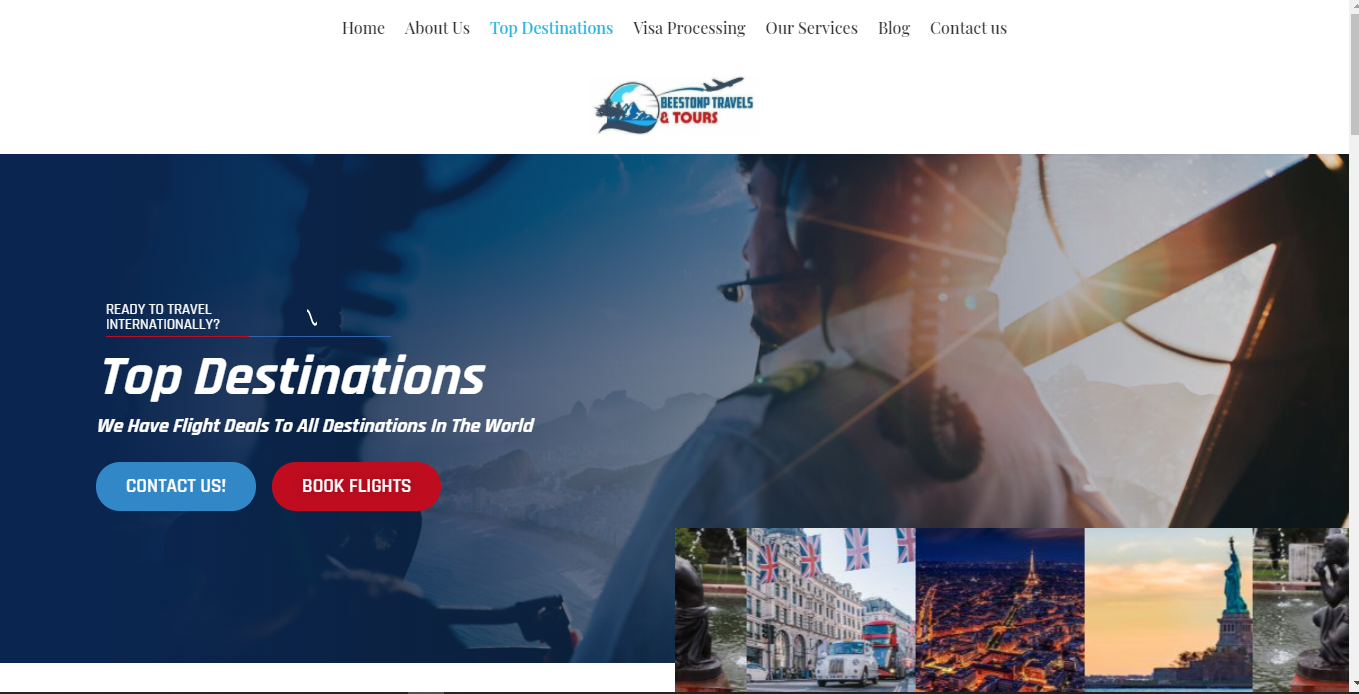 Home About Us Top Destinations Visa Processing Our Services Blog Contact us
BEESTONP TRAVELS
& TOURS
READY TO TRAVEL
INTERNATIONALLY?
Top Destinations
We Have Flight Deals To All Destinations In The World
CONTACT US! BOOK FLIGHTS